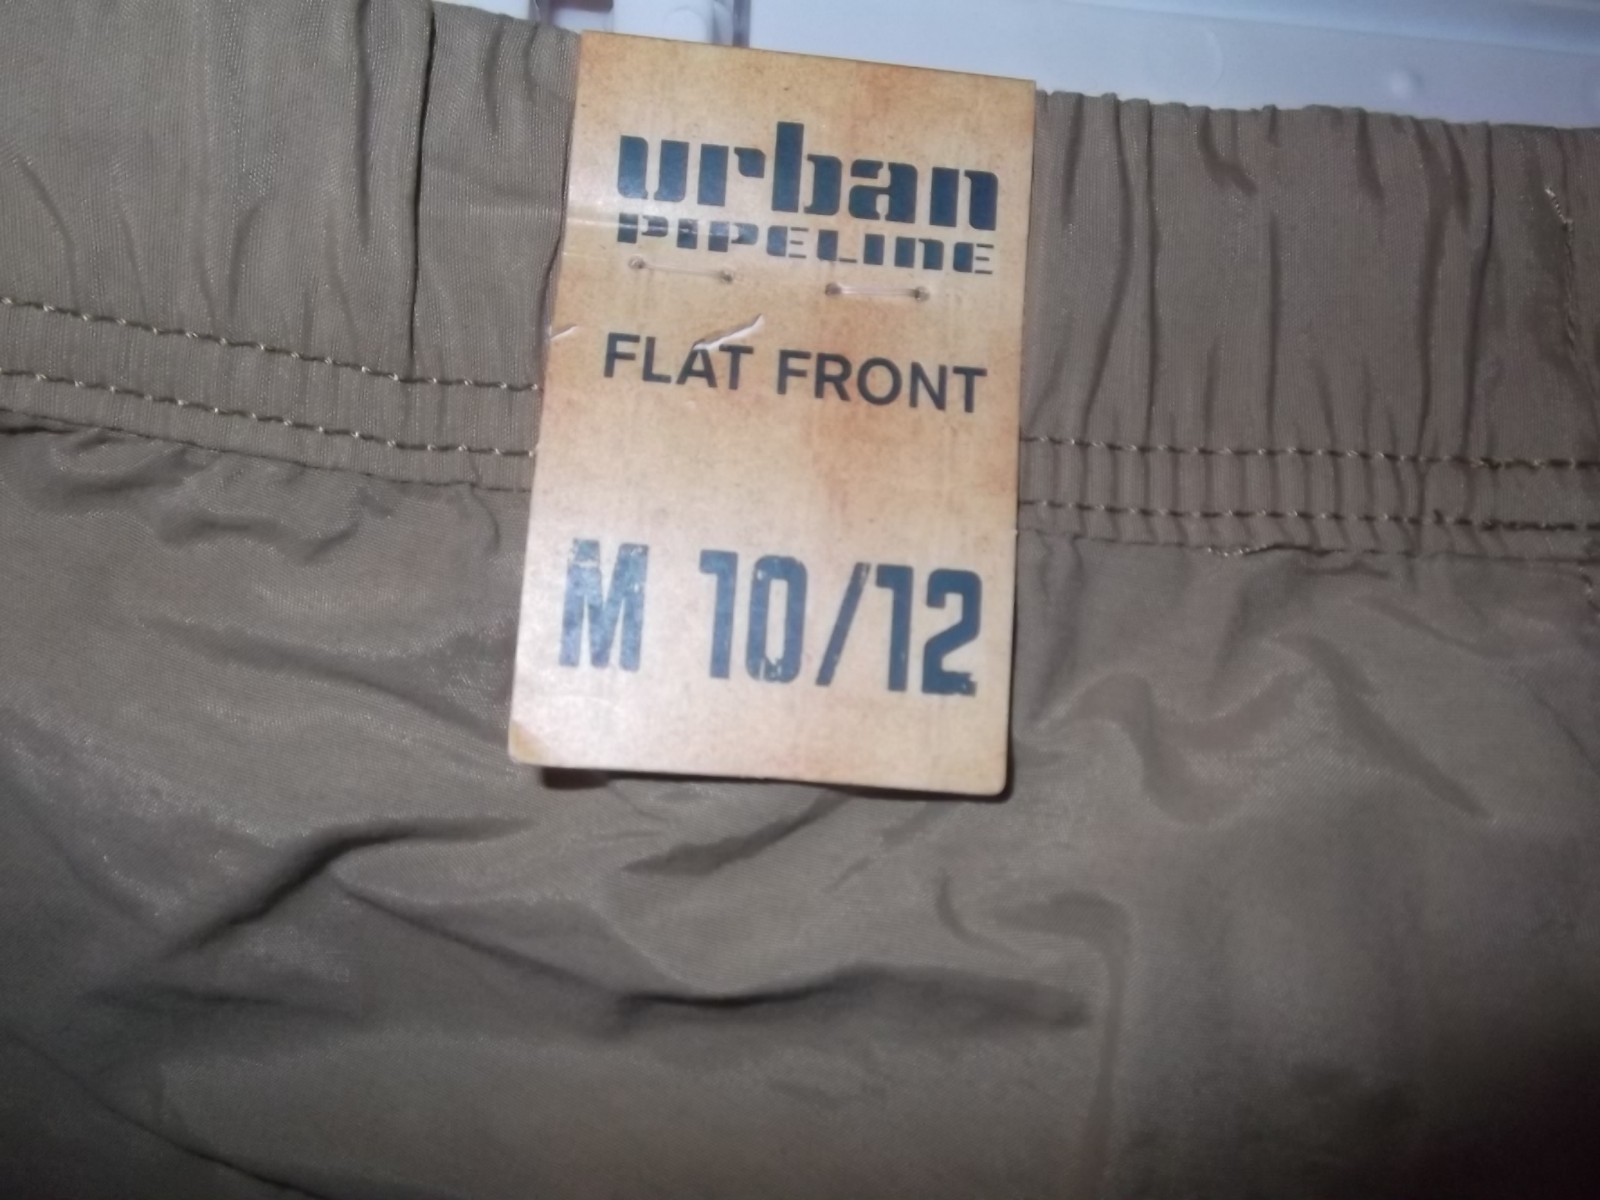 urban
PIPELINE
FLAT FRONT
M 10/12